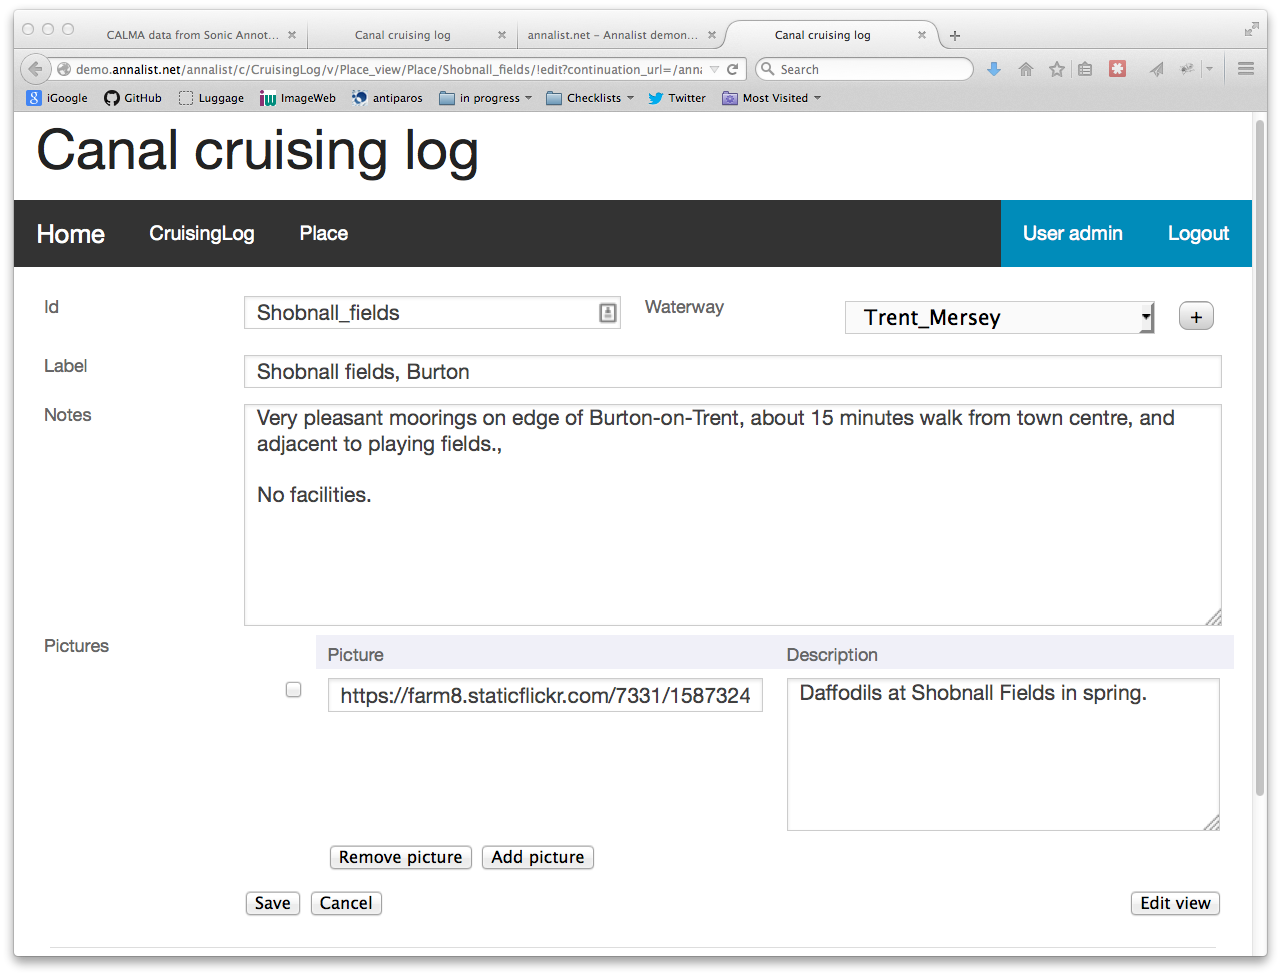 CALMA data from Sonic Annot...
Canal cruising log
annalist.net – Annalist demon...
Canal cruising log
demo.annalist.net/annalist/c/CruisingLog/v/Place_view/Place/Shobnall_fields/!edit?continuation_url=/anna
Search
iGoogle GitHub Luggage ImageWeb antiparos in progress Checklists Twitter Most Visited
Canal cruising log
Home CruisingLog Place User admin Logout
Id Shobnall_fields Waterway Trent_Mersey +
Label Shobnall fields, Burton
Notes Very pleasant moorings on edge of Burton-on-Trent, about 15 minutes walk from town centre, and
adjacent to playing fields.,
No facilities.
Pictures Picture Description
https://farm8.staticflickr.com/7331/1587324 Daffodils at Shobnall Fields in spring.
Remove picture Add picture
Save Cancel Edit view